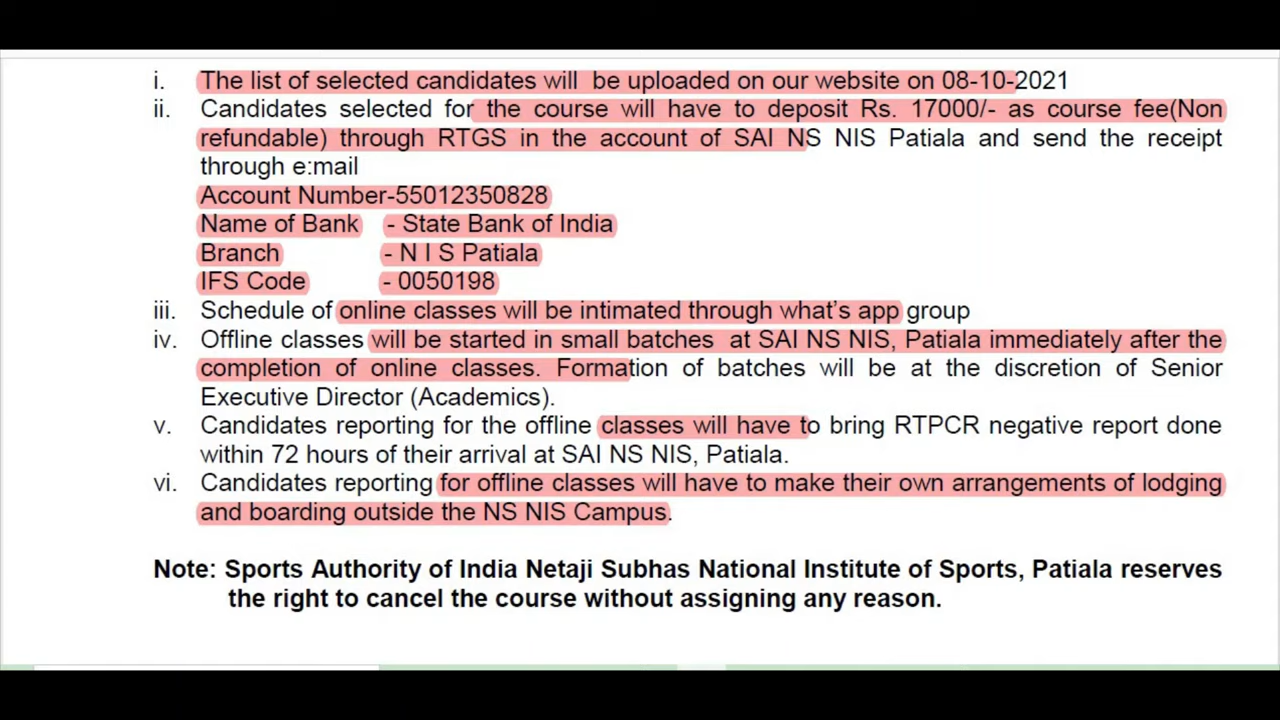 i. The list of selected candidates will be uploaded on our website on 08-10-2021
ii. Candidates selected for the course will have to deposit Rs. 17000/- as course fee(Non
refundable) through RTGS in the account of SAI NS NIS Patiala and send the receipt
through e:mail
Account Number-55012350828
Name of Bank - State Bank of India
Branch - N I S Patiala
IFS Code - 0050198
iii. Schedule of online classes will be intimated through what's app group
iv. Offline classes will be started in small batches at SAI NS NIS, Patiala immediately after the
completion of online classes. Formation of batches will be at the discretion of Senior
Executive Director (Academics).
v. Candidates reporting for the offline classes will have to bring RTPCR negative report done
within 72 hours of their arrival at SAI NS NIS, Patiala.
vi. Candidates reporting for offline classes will have to make their own arrangements of lodging
and boarding outside the NS NIS Campus.
Note: Sports Authority of India Netaji Subhas National Institute of Sports, Patiala reserves
the right to cancel the course without assigning any reason.